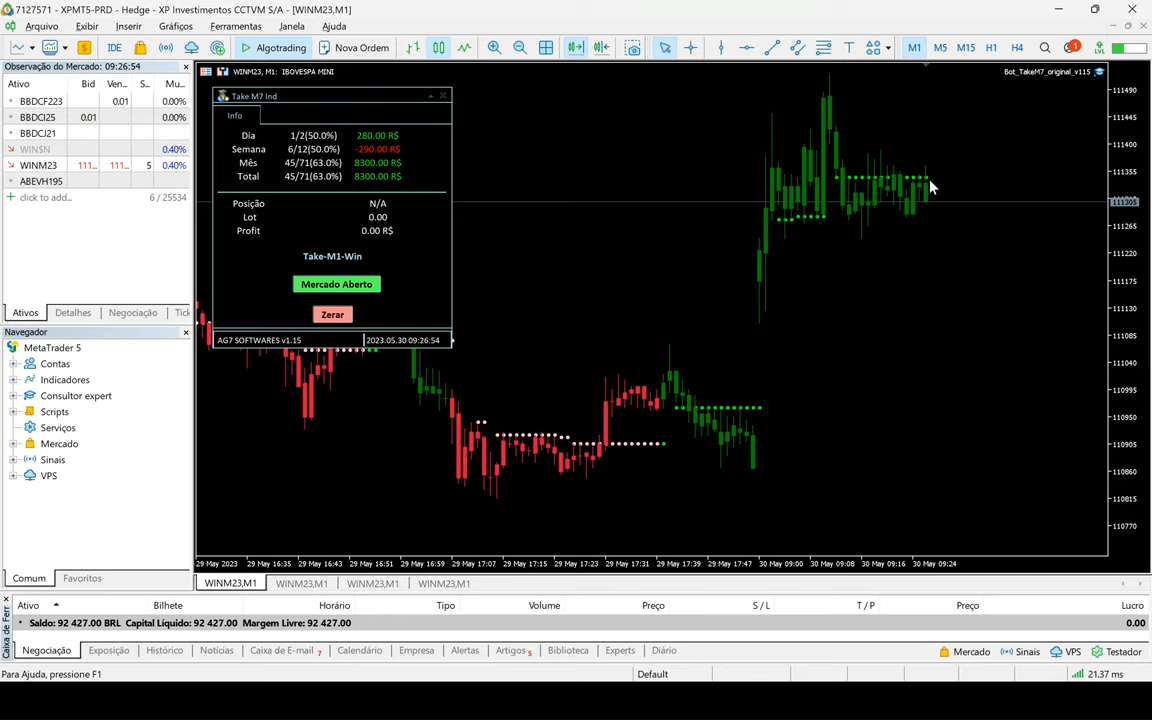 7127571 - XPMT5-PRD - Hedge - XP Investimentos CCTVM S/A - [WINM23,M1]
Arquivo Exibir Inserir Gráficos Ferramentas Janela Ajuda
IDE Algotrading Nova Ordem M1 M5 M15 H1 H4 1 LVL
Observação do Mercado: 09:26:54
Ativo Bid Ven... S... Mu...
BBDCF223 0.01 0.00%
BBDCI25 0.01 0.00%
BBDCJ21
WIN$N 0.40%
WINM23 111... 111... 5 0.40%
ABEVH195
click to add... 6 / 25534
Ativos Detalhes Negociação Tick
Navegador
MetaTrader 5
Contas
Indicadores
Consultor expert
Scripts
Serviços
Mercado
Sinais
VPS
Comum Favoritos
WINM23, M1: IBOVESPA MINI
Bot_TakeM7_original_v115
Take M7 Ind
Info
Dia 1/2(50.0%) 280.00 R$
Semana 6/12(50.0%) -290.00 R$
Mês 45/71(63.0%) 8300.00 R$
Total 45/71(63.0%) 8300.00 R$
Posição N/A
Lot 0.00
Profit 0.00 R$
Take-M1-Win
Mercado Aberto
Zerar
AG7 SOFTWARES v1.15 2023.05.30 09:26:54
111490
111445
111400
111355
111305
111265
111220
111175
111130
111085
111040
110995
110950
110905
110860
110815
110770
29 May 2023 29 May 16:35 29 May 16:43 29 May 16:51 29 May 16:59 29 May 17:07 29 May 17:15 29 May 17:23 29 May 17:31 29 May 17:39 29 May 17:47 30 May 09:00 30 May 09:08 30 May 09:16 30 May 09:24
WINM23,M1 WINM23,M1 WINM23,M1 WINM23,M1
Caixa de Ferr
Ativo Bilhete Horário Tipo Volume Preço S / L T / P Preço Lucro
Saldo: 92 427.00 BRL Capital Líquido: 92 427.00 Margem Livre: 92 427.00 0.00
Negociação Exposição Histórico Notícias Caixa de E-mail 7 Calendário Empresa Alertas Artigos 5 Biblioteca Experts Diário Mercado Sinais VPS Testador
Para Ajuda, pressione F1 Default 21.37 ms